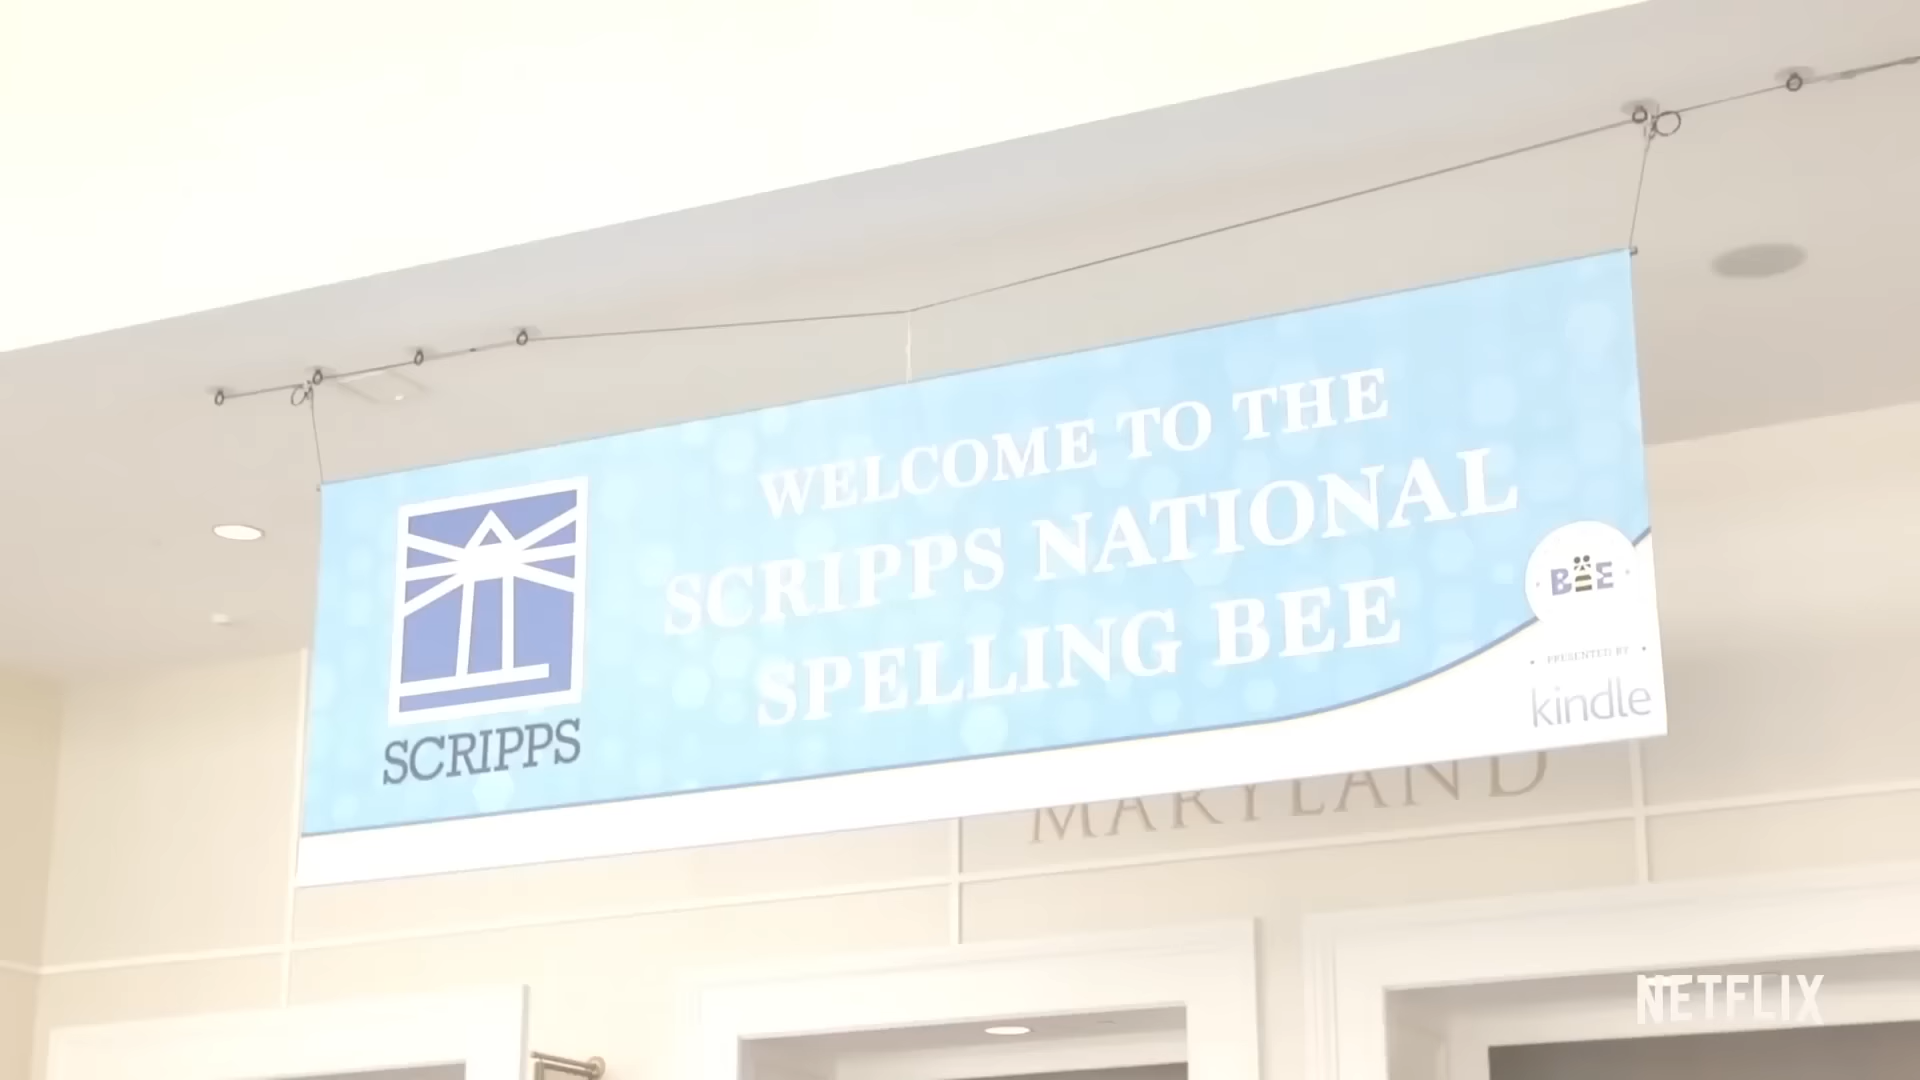 WELCOME TO THE
SCRIPPS NATIONAL
SPELLING BEE
SCRIPPS
BEE
PRESENTED BY
kindle
MARYLAND
NETFLIX